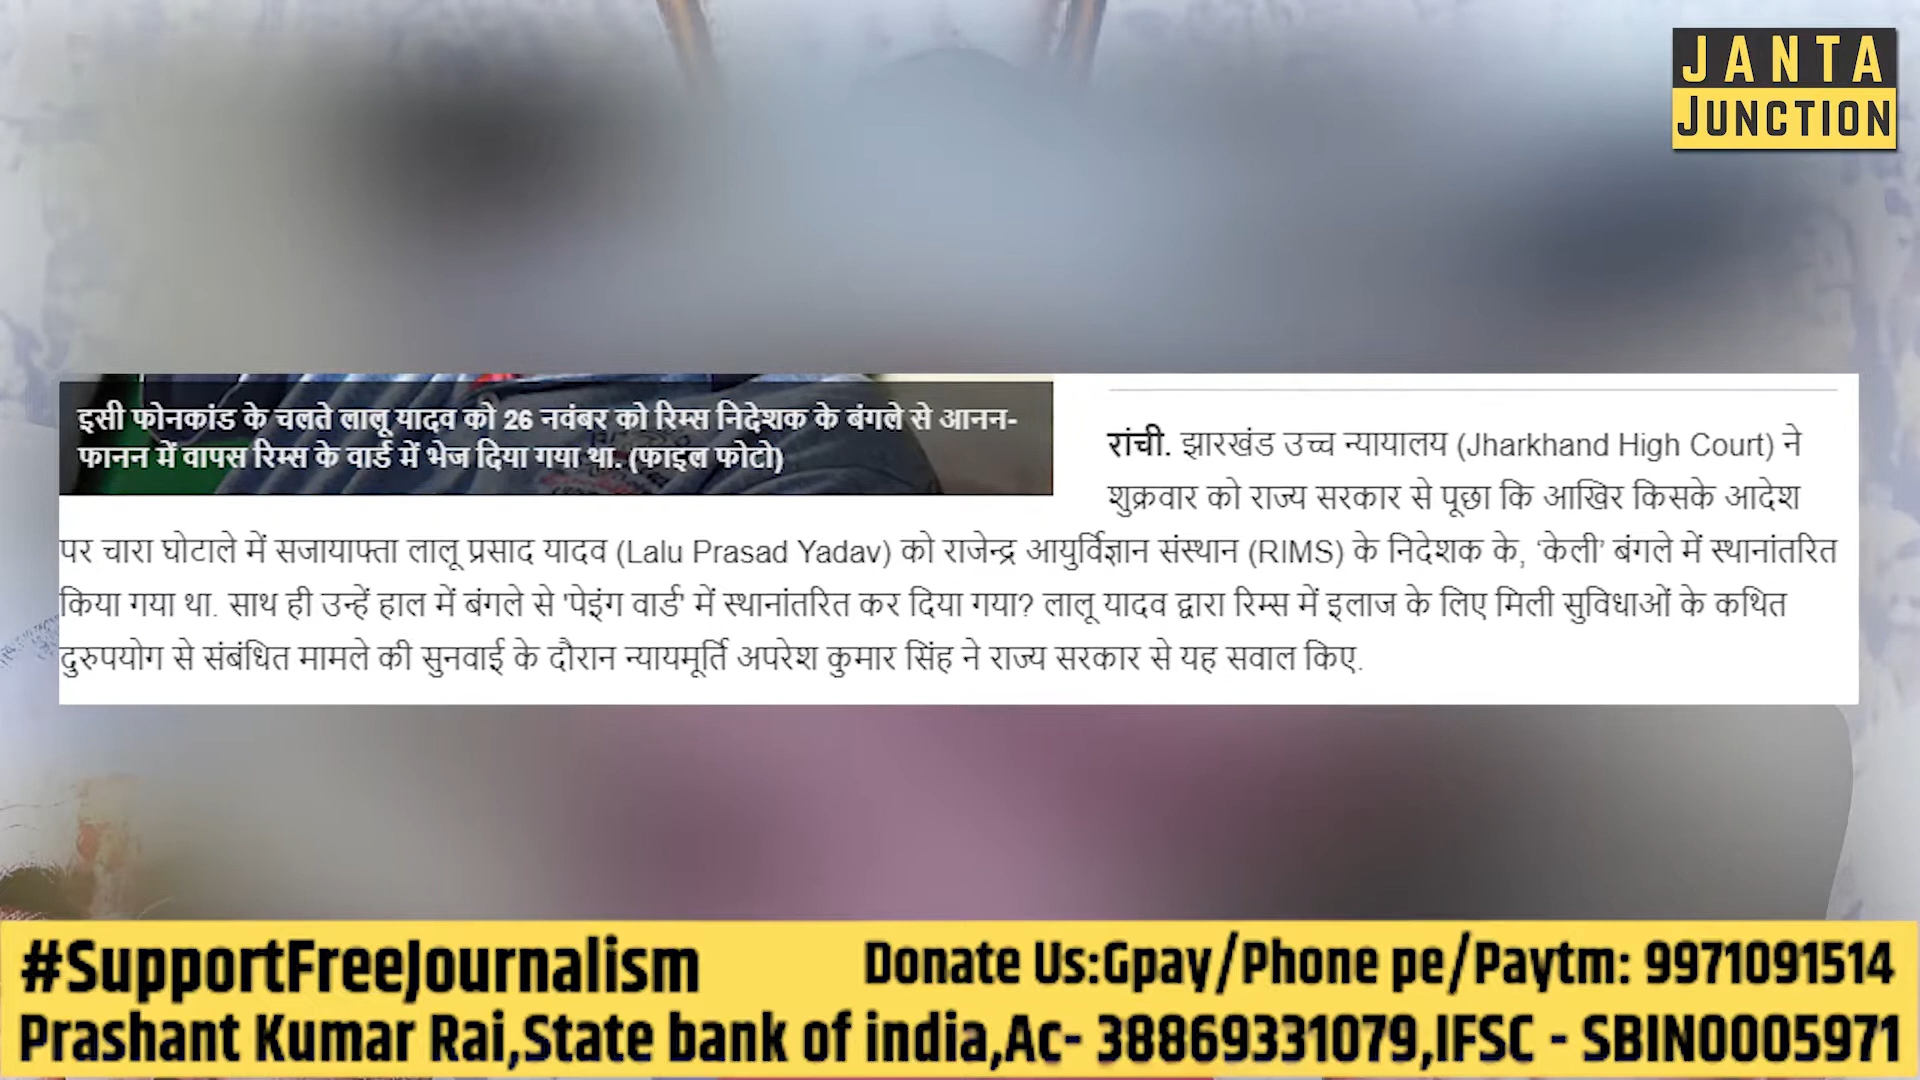 JANTA
JUNCTION
इसी फोनकांड के चलते लालू यादव को 26 नवंबर को रिम्स निदेशक के बंगले से आनन-
फानन में वापस रिम्स के वार्ड में भेज दिया गया था. (फाइल फोटो)
रांची. झारखंड उच्च न्यायालय (Jharkhand High Court) ने
शुक्रवार को राज्य सरकार से पूछा कि आखिर किसके आदेश
पर चारा घोटाले में सजायाफ्ता लालू प्रसाद यादव (Lalu Prasad Yadav) को राजेन्द्र आयुर्विज्ञान संस्थान (RIMS) के निदेशक के, 'केली' बंगले में स्थानांतरित
किया गया था. साथ ही उन्हें हाल में बंगले से 'पेइंग वार्ड' में स्थानांतरित कर दिया गया? लालू यादव द्वारा रिम्स में इलाज के लिए मिली सुविधाओं के कथित
दुरुपयोग से संबंधित मामले की सुनवाई के दौरान न्यायमूर्ति अपरेश कुमार सिंह ने राज्य सरकार से यह सवाल किए.
#SupportFreeJournalism
Donate Us:Gpay/Phone pe/Paytm: 9971091514
Prashant Kumar Rai,State bank of india,Ac- 38869331079,IFSC - SBIN0005971